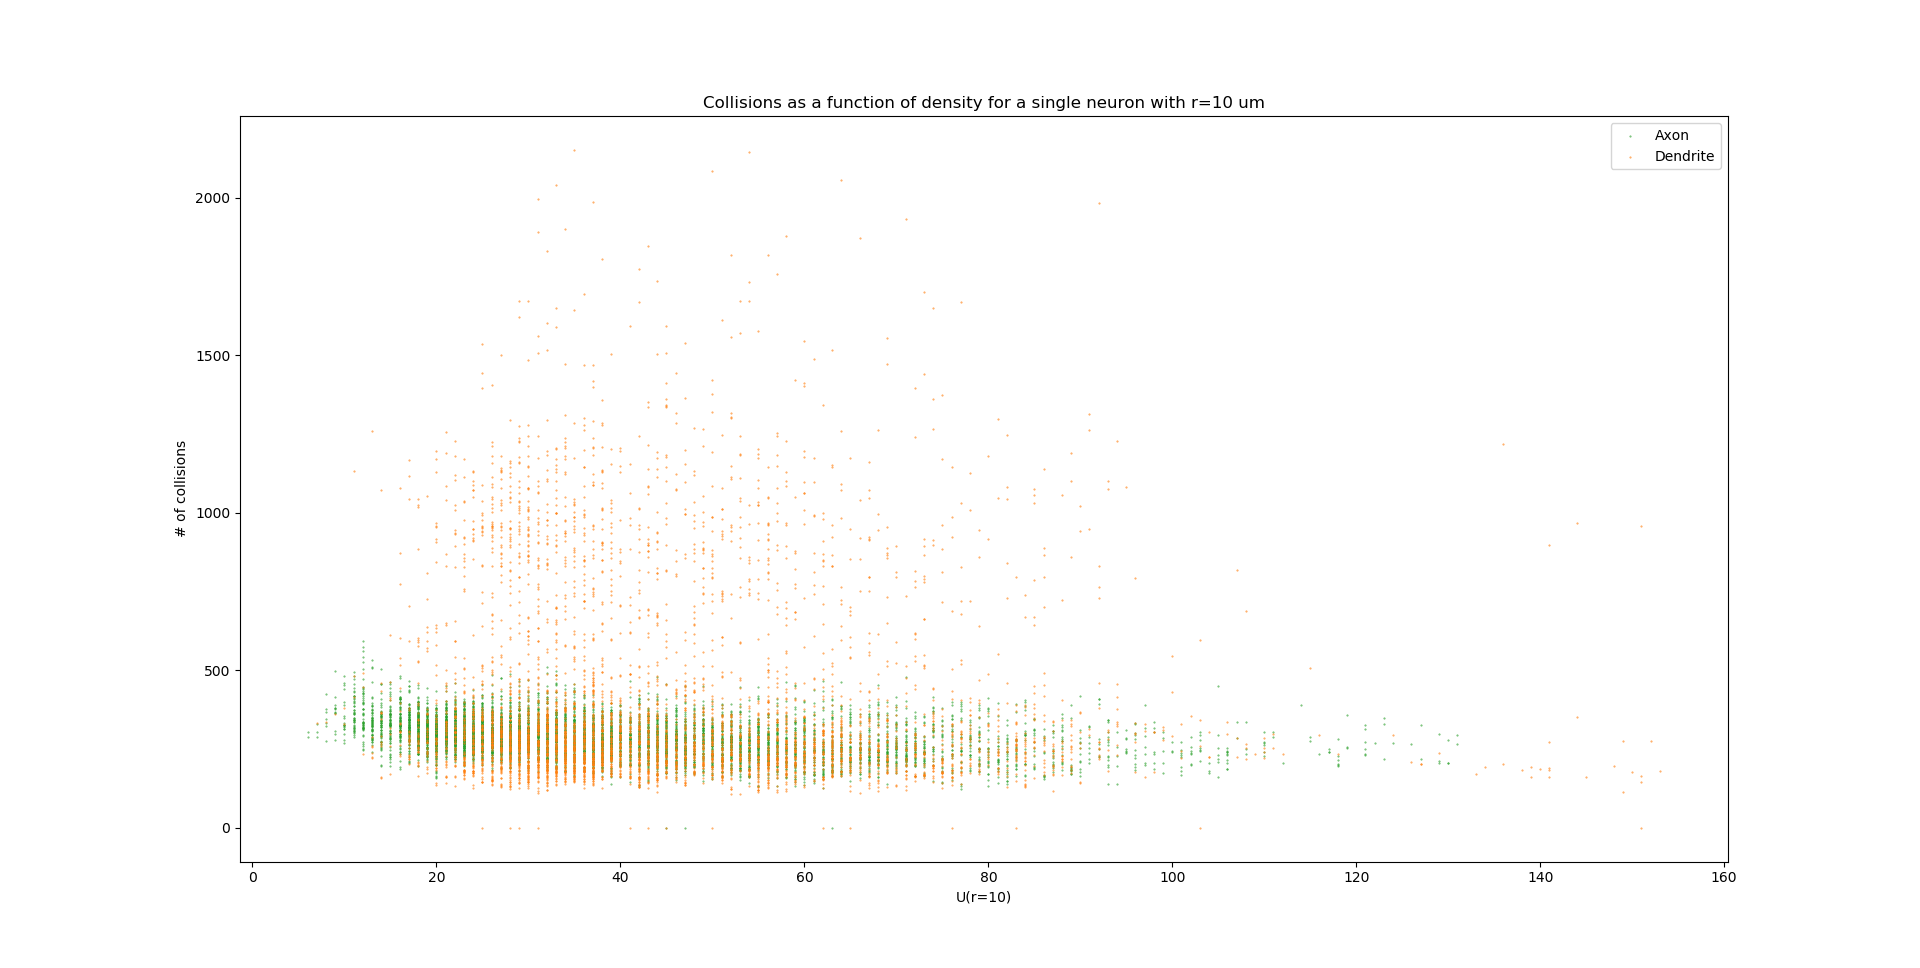 Collisions as a function of density for a single neuron with r=10 um
Axon
Dendrite
2000
1500
1000
500
0
# of collisions
0 20 40 60 80 100 120 140 160
U(r=10)